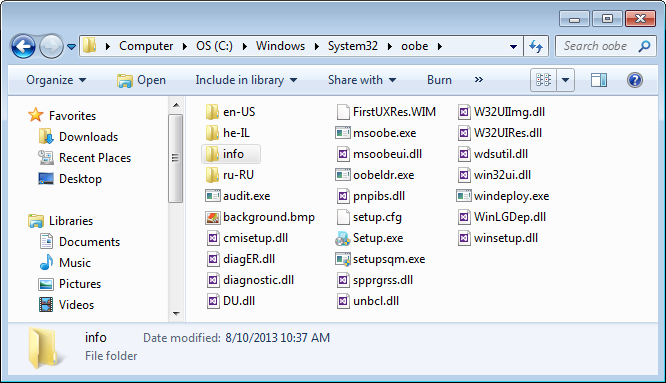 Computer OS (C:) Windows System32 oobe
Search oobe
Organize Open Include in library Share with Burn »
Favorites
Downloads
Recent Places
Desktop
Libraries
Documents
Music
Pictures
Videos
en-US
he-IL
info
ru-RU
audit.exe
background.bmp
cmisetup.dll
diagER.dll
diagnostic.dll
DU.dll
FirstUXRes.WIM
msoobe.exe
msoobeui.dll
oobeldr.exe
pnpibs.dll
setup.cfg
Setup.exe
setupsqm.exe
spprgrss.dll
unbcl.dll
W32UIImg.dll
W32UIRes.dll
wdsutil.dll
win32ui.dll
windeploy.exe
WinLGDep.dll
winsetup.dll
info Date modified: 8/10/2013 10:37 AM
File folder